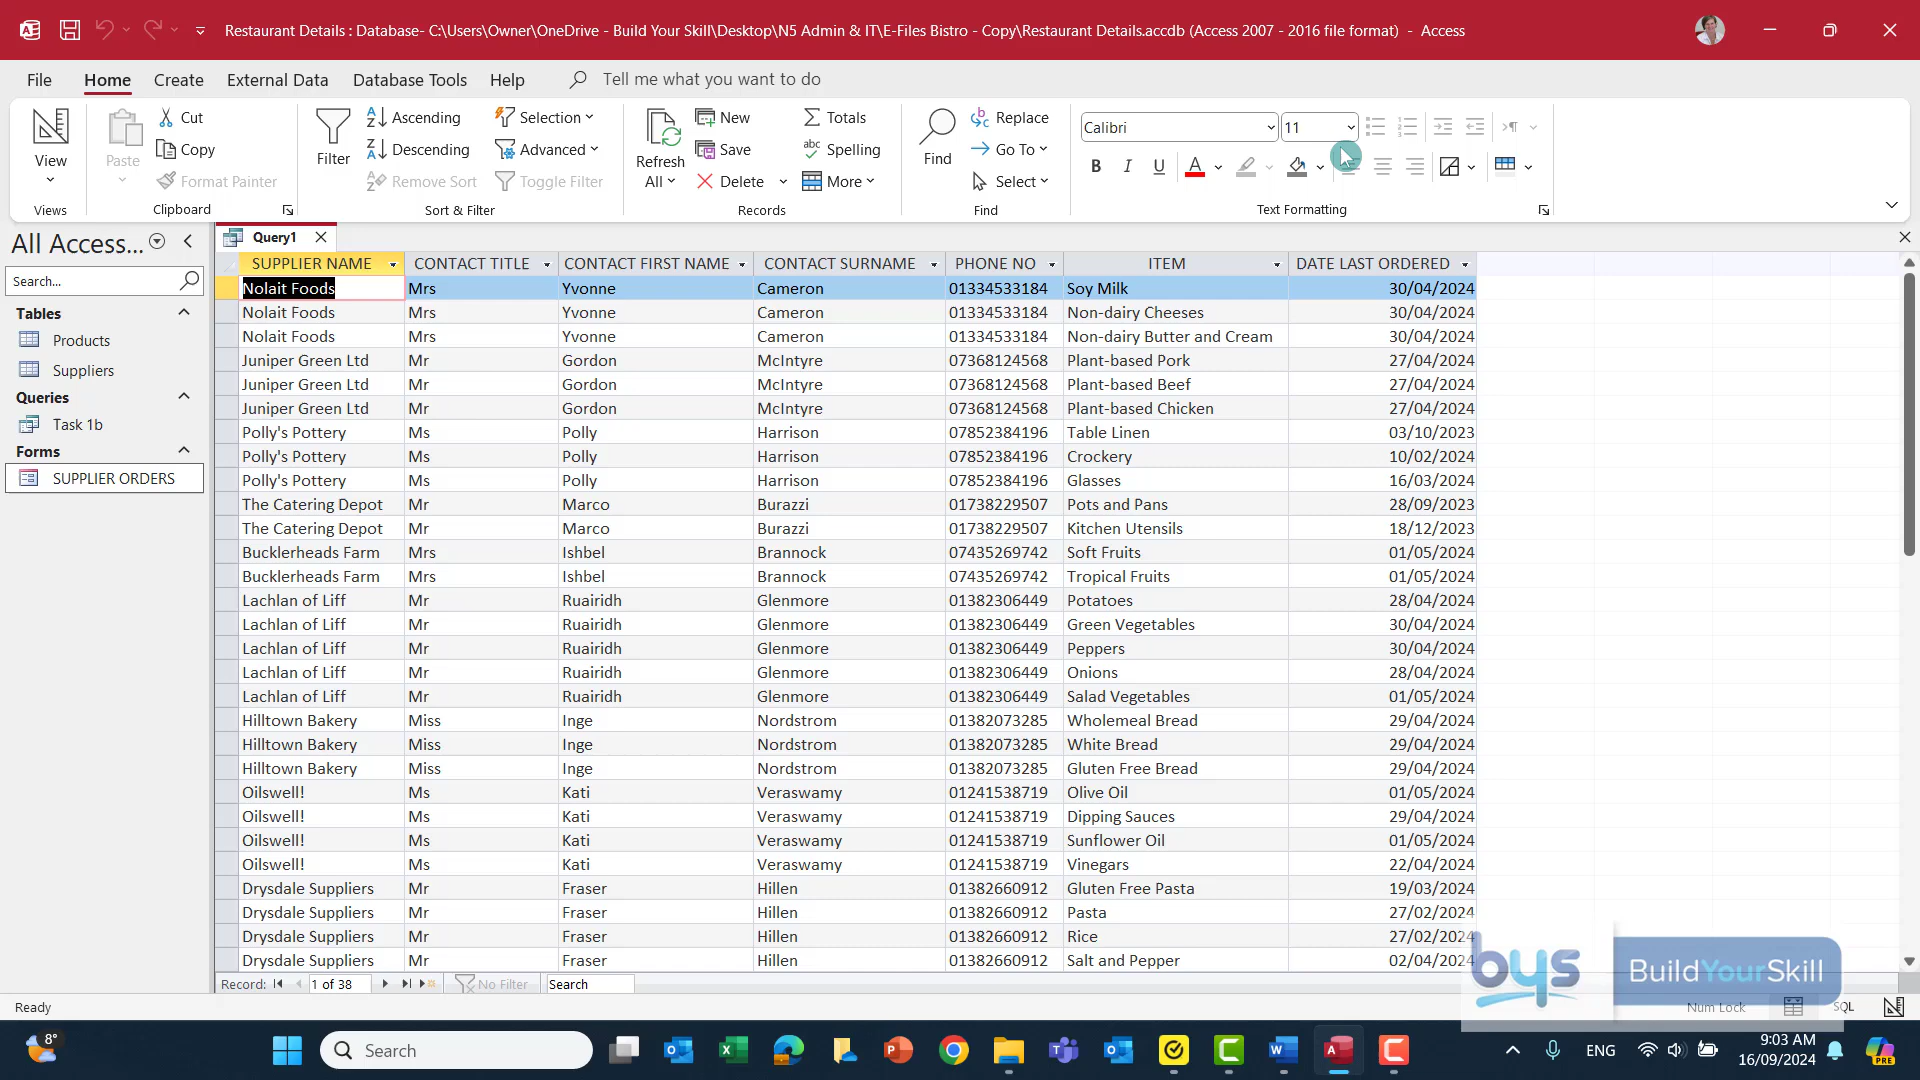 Restaurant Details : Database- C:\Users\Owner\OneDrive - Build Your Skill\Desktop\N5 Admin & IT\E-Files Bistro - Copy\Restaurant Details.accdb (Access 2007 - 2016 file format) - Access
File Home Create External Data Database Tools Help Tell me what you want to do
View
Views
Paste
Cut
Copy
Format Painter
Clipboard
Filter
Ascending
Descending
Remove Sort
Selection
Advanced
Toggle Filter
Sort & Filter
Refresh All
New
Save
Delete
Totals
Spelling
More
Records
Find
Replace
Go To
Select
Find
Calibri 11
B I U A
Text Formatting
All Access...
Search...
Tables
Products
Suppliers
Queries
Task 1b
Forms
SUPPLIER ORDERS
Query1
SUPPLIER NAME CONTACT TITLE CONTACT FIRST NAME CONTACT SURNAME PHONE NO ITEM DATE LAST ORDERED
Nolait Foods Mrs Yvonne Cameron 01334533184 Soy Milk 30/04/2024
Nolait Foods Mrs Yvonne Cameron 01334533184 Non-dairy Cheeses 30/04/2024
Nolait Foods Mrs Yvonne Cameron 01334533184 Non-dairy Butter and Cream 30/04/2024
Juniper Green Ltd Mr Gordon McIntyre 07368124568 Plant-based Pork 27/04/2024
Juniper Green Ltd Mr Gordon McIntyre 07368124568 Plant-based Beef 27/04/2024
Juniper Green Ltd Mr Gordon McIntyre 07368124568 Plant-based Chicken 27/04/2024
Polly's Pottery Ms Polly Harrison 07852384196 Table Linen 03/10/2023
Polly's Pottery Ms Polly Harrison 07852384196 Crockery 10/02/2024
Polly's Pottery Ms Polly Harrison 07852384196 Glasses 16/03/2024
The Catering Depot Mr Marco Burazzi 01738229507 Pots and Pans 28/09/2023
The Catering Depot Mr Marco Burazzi 01738229507 Kitchen Utensils 18/12/2023
Bucklerheads Farm Mrs Ishbel Brannock 07435269742 Soft Fruits 01/05/2024
Bucklerheads Farm Mrs Ishbel Brannock 07435269742 Tropical Fruits 01/05/2024
Lachlan of Liff Mr Ruairidh Glenmore 01382306449 Potatoes 28/04/2024
Lachlan of Liff Mr Ruairidh Glenmore 01382306449 Green Vegetables 30/04/2024
Lachlan of Liff Mr Ruairidh Glenmore 01382306449 Peppers 30/04/2024
Lachlan of Liff Mr Ruairidh Glenmore 01382306449 Onions 28/04/2024
Lachlan of Liff Mr Ruairidh Glenmore 01382306449 Salad Vegetables 01/05/2024
Hilltown Bakery Miss Inge Nordstrom 01382073285 Wholemeal Bread 29/04/2024
Hilltown Bakery Miss Inge Nordstrom 01382073285 White Bread 29/04/2024
Hilltown Bakery Miss Inge Nordstrom 01382073285 Gluten Free Bread 29/04/2024
Oilswell! Ms Kati Veraswamy 01241538719 Olive Oil 01/05/2024
Oilswell! Ms Kati Veraswamy 01241538719 Dipping Sauces 29/04/2024
Oilswell! Ms Kati Veraswamy 01241538719 Sunflower Oil 01/05/2024
Oilswell! Ms Kati Veraswamy 01241538719 Vinegars 22/04/2024
Drysdale Suppliers Mr Fraser Hillen 01382660912 Gluten Free Pasta 19/03/2024
Drysdale Suppliers Mr Fraser Hillen 01382660912 Pasta 27/02/2024
Drysdale Suppliers Mr Fraser Hillen 01382660912 Rice 27/02/2024
Drysdale Suppliers Mr Fraser Hillen 01382660912 Salt and Pepper 02/04/2024
Record: 1 of 38 No Filter Search
bys BuildYourSkill
Ready Num Lock SQL
8° Search ENG 9:03 AM
16/09/2024
PRE